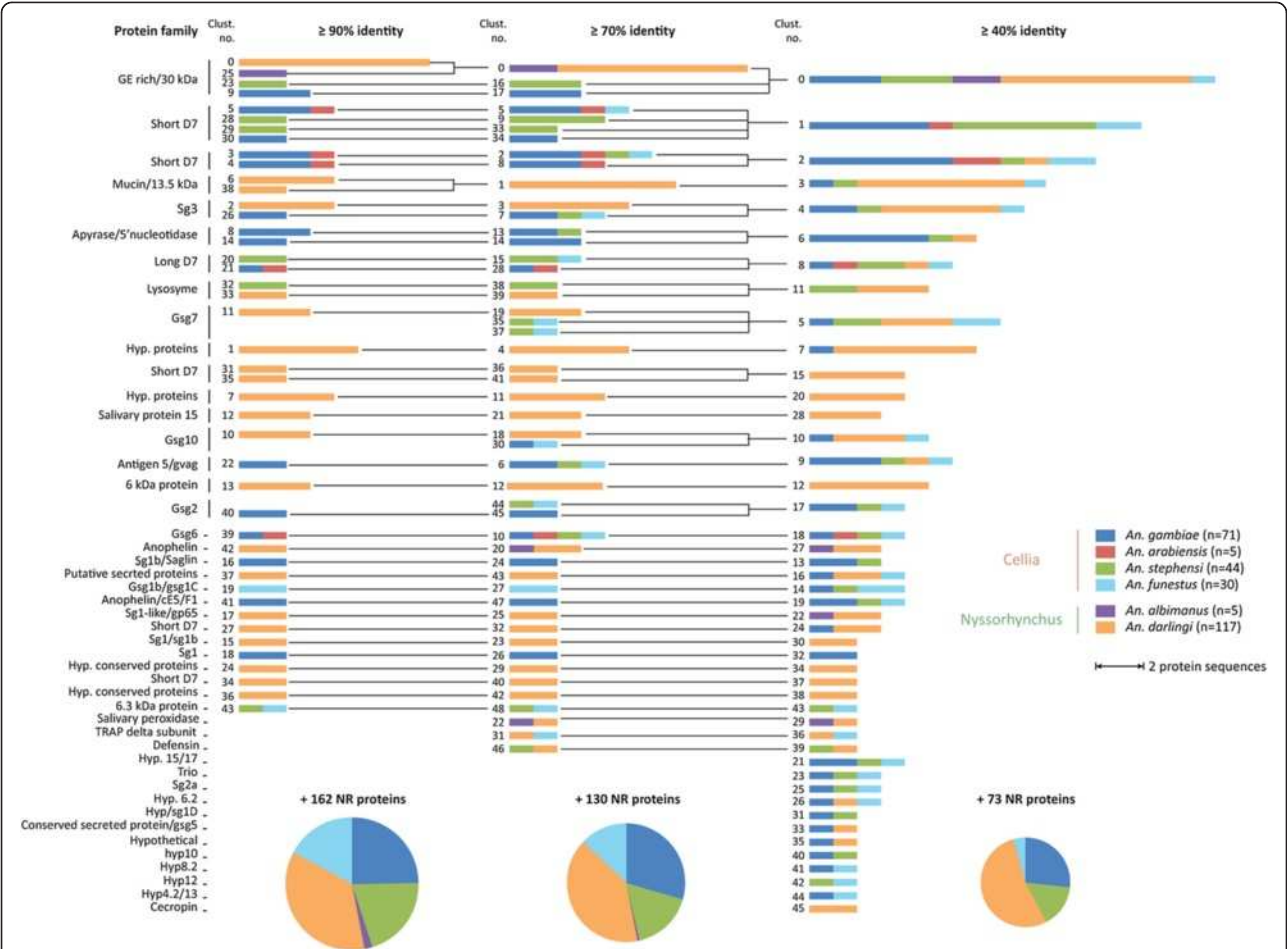 Protein family Clust. no. ≥ 90% identity Clust. no. ≥ 70% identity Clust. no. ≥ 40% identity
GE rich/30 kDa 0 25 23 9 0 16 17 0
Short D7 5 28 29 30 5 9 33 34 1
Short D7 3 4 2 8 2
Mucin/13.5 kDa 6 38 1 3
Sg3 2 26 3 7 4
Apyrase/5'nucleotidase 8 14 13 14 6
Long D7 20 21 15 28 8
Lysosyme 32 33 38 39 11
Gsg7 11 19 35 37 5
Hyp. proteins 1 4 7
Short D7 31 35 36 41 15
Hyp. proteins 7 11 20
Salivary protein 15 12 21 28
Gsg10 10 18 30 10
Antigen 5/gvag 22 6 9
6 kDa protein 13 12 12
Gsg2 40 44 45 17
Gsg6 39 10 18
Anophelin 42 20 27
Sg1b/Saglin 16 24 13
Putative secrted proteins 37 43 16
Gsg1b/gsg1C 19 27 14
Anophelin/cE5/F1 41 47 19
Sg1-like/gp65 17 25 22
Short D7 27 32 24
Sg1/sg1b 15 23 30
Sg1 18 26 32
Hyp. conserved proteins 24 29 34
Short D7 34 40 37
Hyp. conserved proteins 36 42 38
6.3 kDa protein 43 48 43
Salivary peroxidase 22 29
TRAP delta subunit 31 36
Defensin 46 39
Hyp. 15/17 21
Trio 23
Sg2a 25
Hyp. 6.2 26
Hyp/sg1D 31
Conserved secreted protein/gsg5 33
Hypothetical 35
hyp10 40
Hyp8.2 41
Hyp12 42
Hyp4.2/13 44
Cecropin 45
Cellia
An. gambiae (n=71)
An. arabiensis (n=5)
An. stephensi (n=44)
An. funestus (n=30)
Nyssorhynchus
An. albimanus (n=5)
An. darlingi (n=117)
2 protein sequences
+ 162 NR proteins
+ 130 NR proteins
+ 73 NR proteins